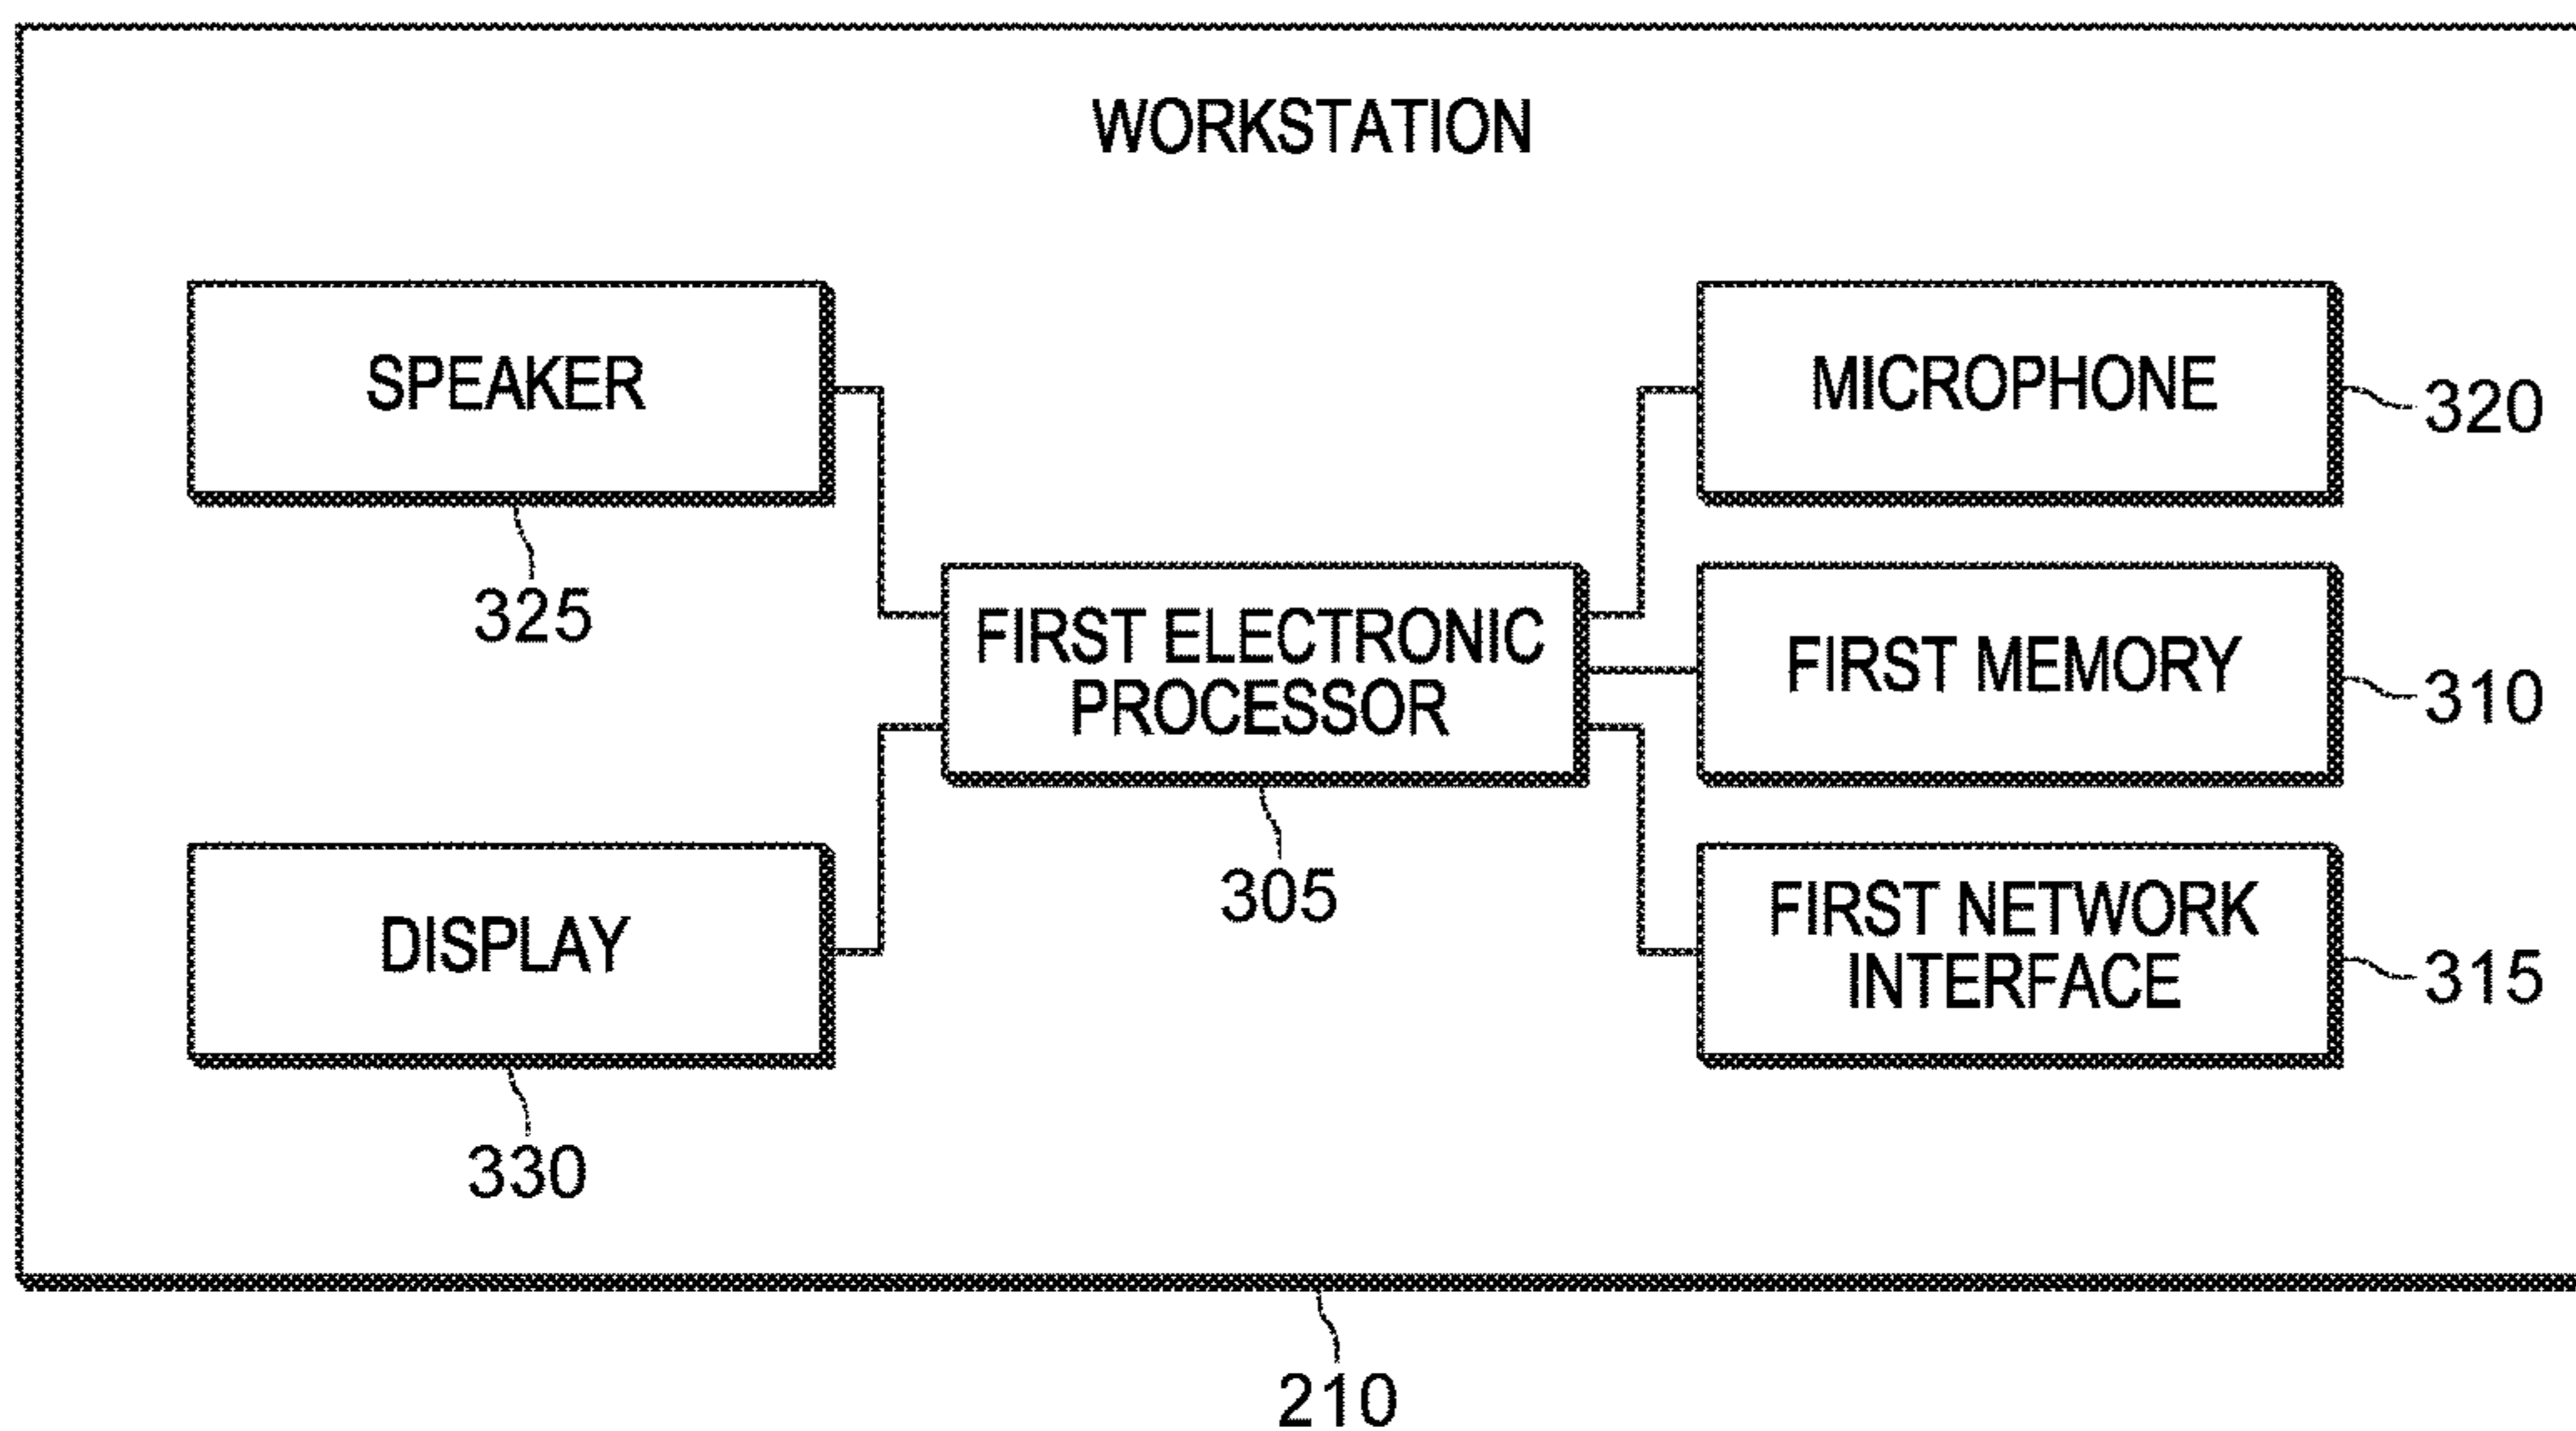 WORKSTATION
SPEAKER
325
DISPLAY
330
FIRST ELECTRONIC
PROCESSOR
305
MICROPHONE
320
FIRST MEMORY
310
FIRST NETWORK
INTERFACE
315
210